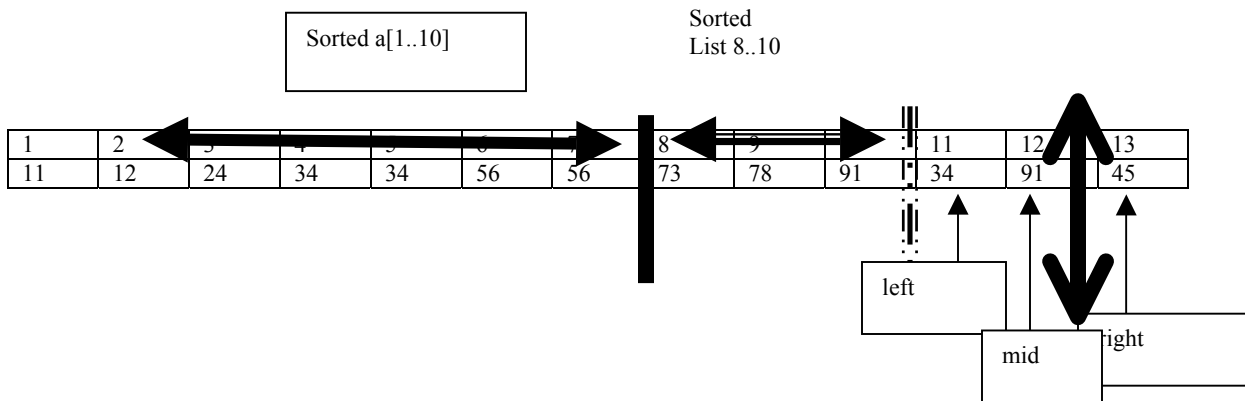 Sorted a[1..10]
Sorted
List 8..10
1 2 3 4 5 6 7 8 9 11 12 13
11 12 24 34 34 56 56 73 78 91 34 91 45
left
mid
right